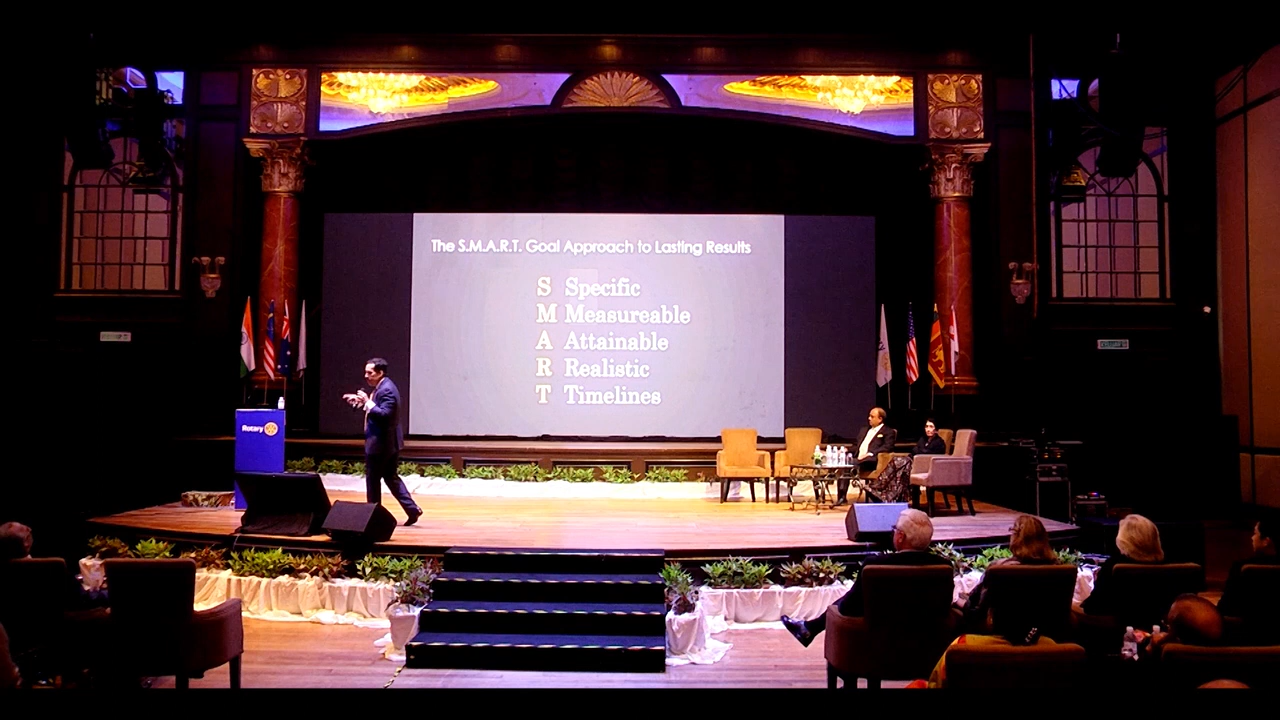 The S.M.A.R.T. Goal Approach to Lasting Results
S Specific
M Measureable
A Attainable
R Realistic
T Timelines
Rotary